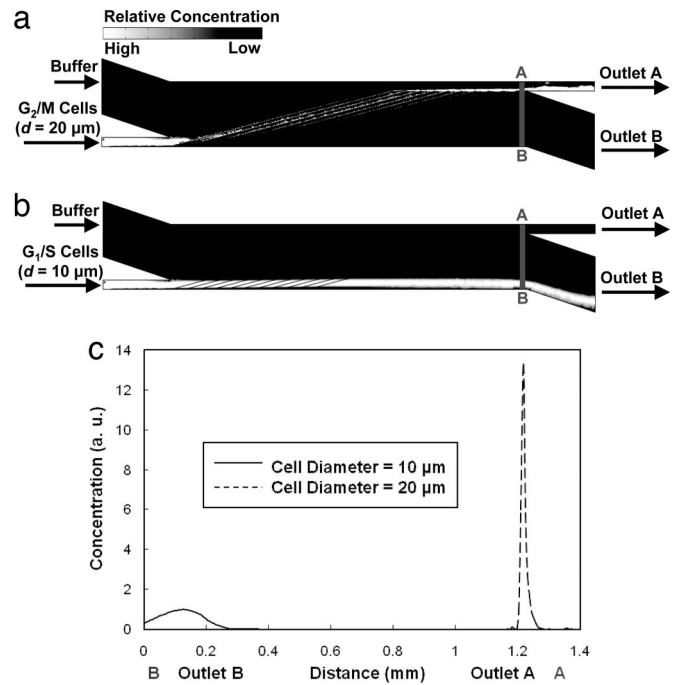 a
Relative Concentration
High Low
Buffer
A
Outlet A
G₂/M Cells
(d = 20 µm)
B
Outlet B
b
Buffer
A
Outlet A
G₁/S Cells
(d = 10 µm)
B
Outlet B
c
14
12
10
8
6
4
2
0
Concentration (a. u.)
Cell Diameter = 10 µm
Cell Diameter = 20 µm
0 0.2 0.4 0.6 0.8 1 1.2 1.4
B Outlet B Distance (mm) Outlet A A